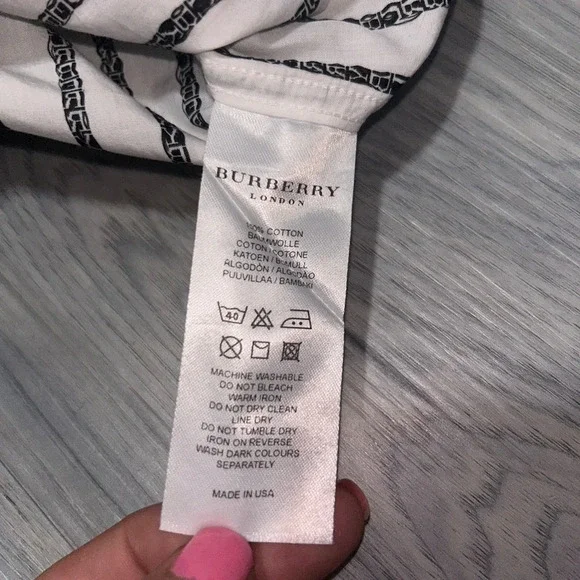 BURBERRY
LONDON
100% COTTON
BAUMWOLLE
COTON / COTONE
KATOEN / BOMULL
ALGODÓN / ALGODÃO
PUUVILLAA / BAMBAKI
40
MACHINE WASHABLE
DO NOT BLEACH
WARM IRON
DO NOT DRY CLEAN
LINE DRY
DO NOT TUMBLE DRY
IRON ON REVERSE
WASH DARK COLOURS
SEPARATELY
MADE IN USA